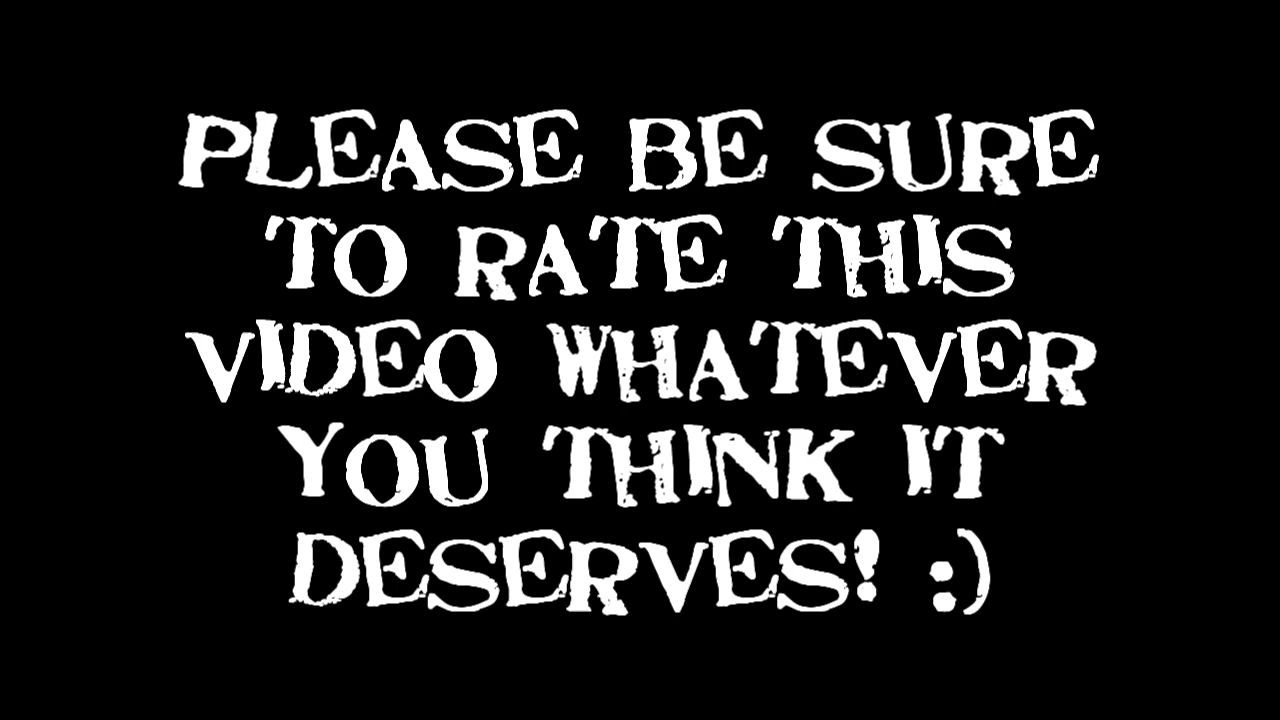 PLEASE BE SURE
TO RATE THIS
VIDEO WHATEVER
YOU THINK IT
DESERVES! :)